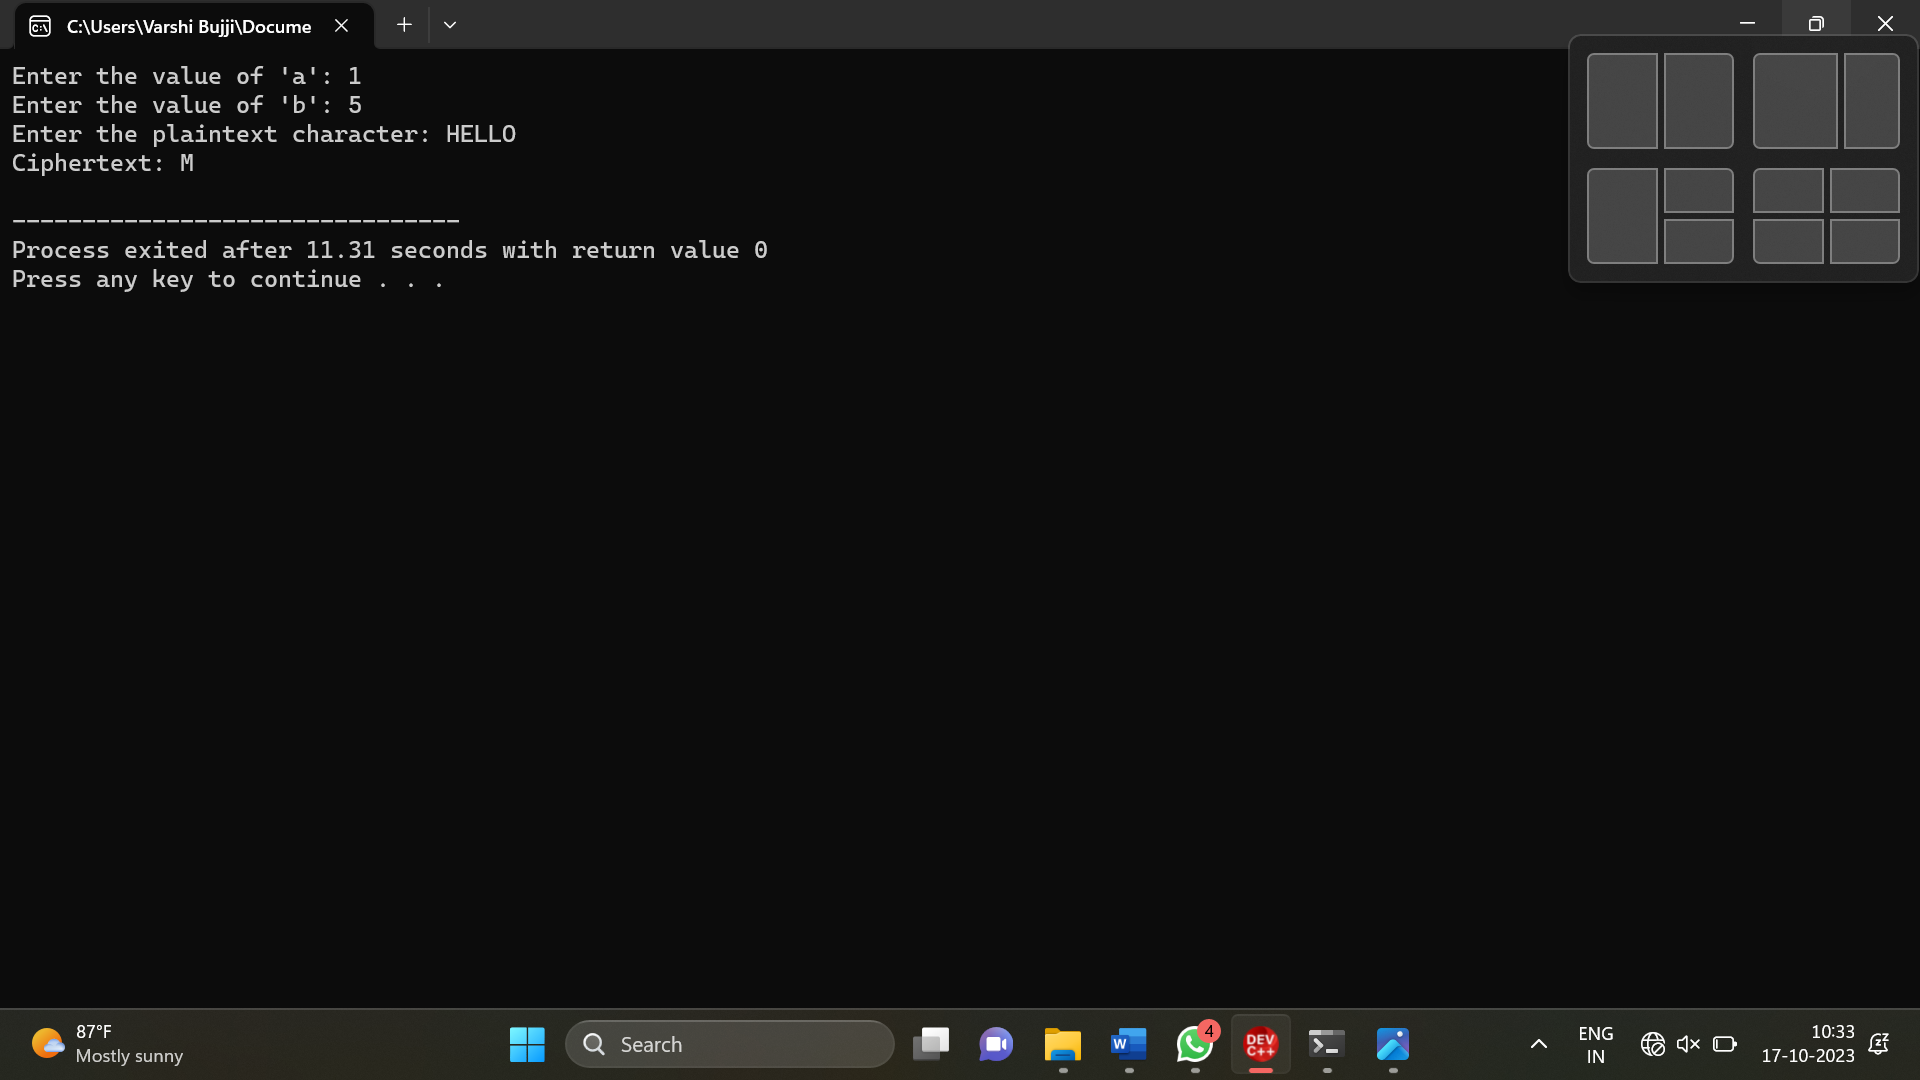 C:\Users\Varshi Bujji\Docume
Enter the value of 'a': 1
Enter the value of 'b': 5
Enter the plaintext character: HELLO
Ciphertext: M
--------------------------------
Process exited after 11.31 seconds with return value 0
Press any key to continue . . .
87°F
Mostly sunny
Search
4
DEV
C++
ENG
IN
10:33
17-10-2023